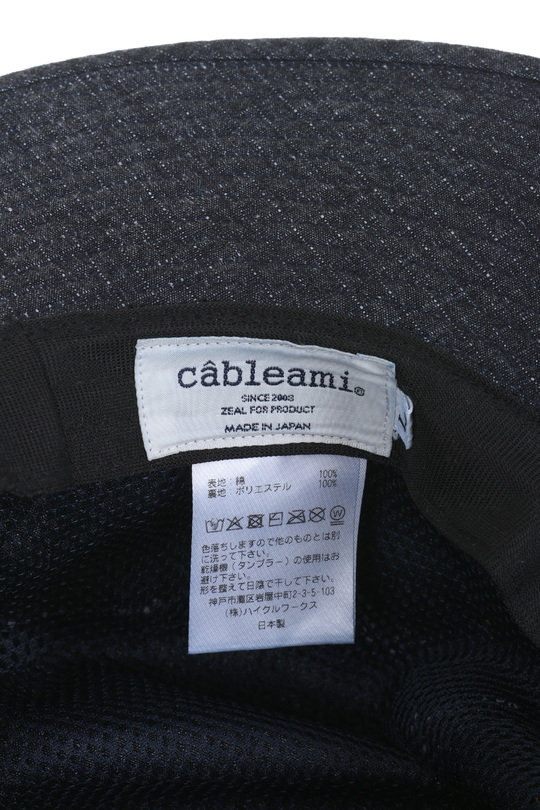 câbleami®
SINCE 2008
ZEAL FOR PRODUCT
MADE IN JAPAN
表地：綿 100%
裏地：ポリエステル 100%
色落ちしますので他のものとは別
に洗って下さい。
乾燥機（タンブラー）の使用はお
避け下さい。
形を整えて日陰で干して下さい。
神戸市灘区岩屋中町2-3-5-103
（株）ハイクルワークス
日本製